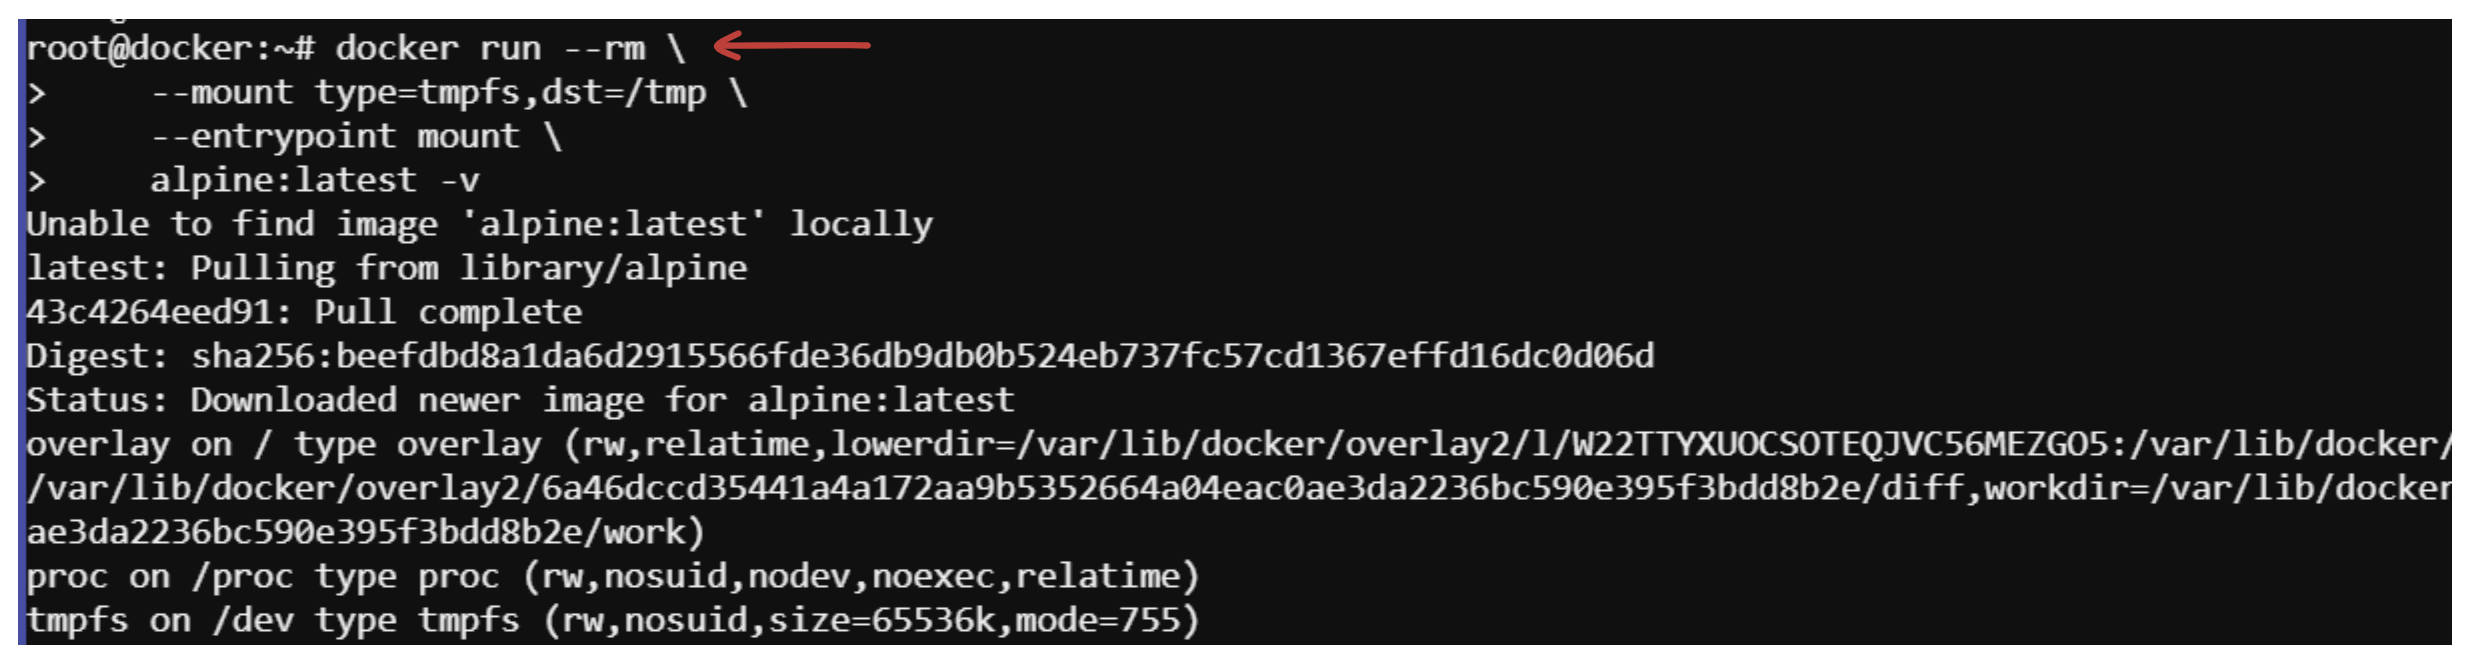 root@docker:~# docker run --rm \
>     --mount type=tmpfs,dst=/tmp \
>     --entrypoint mount \
>     alpine:latest -v
Unable to find image 'alpine:latest' locally
latest: Pulling from library/alpine
43c4264eed91: Pull complete
Digest: sha256:beefdbd8a1da6d2915566fde36db9db0b524eb737fc57cd1367effd16dc0d06d
Status: Downloaded newer image for alpine:latest
overlay on / type overlay (rw,relatime,lowerdir=/var/lib/docker/overlay2/l/W22TTYXUOCSOTEQJVC56MEZGO5:/var/lib/docker/
/var/lib/docker/overlay2/6a46dccd35441a4a172aa9b5352664a04eac0ae3da2236bc590e395f3bdd8b2e/diff,workdir=/var/lib/docker
ae3da2236bc590e395f3bdd8b2e/work)
proc on /proc type proc (rw,nosuid,nodev,noexec,relatime)
tmpfs on /dev type tmpfs (rw,nosuid,size=65536k,mode=755)